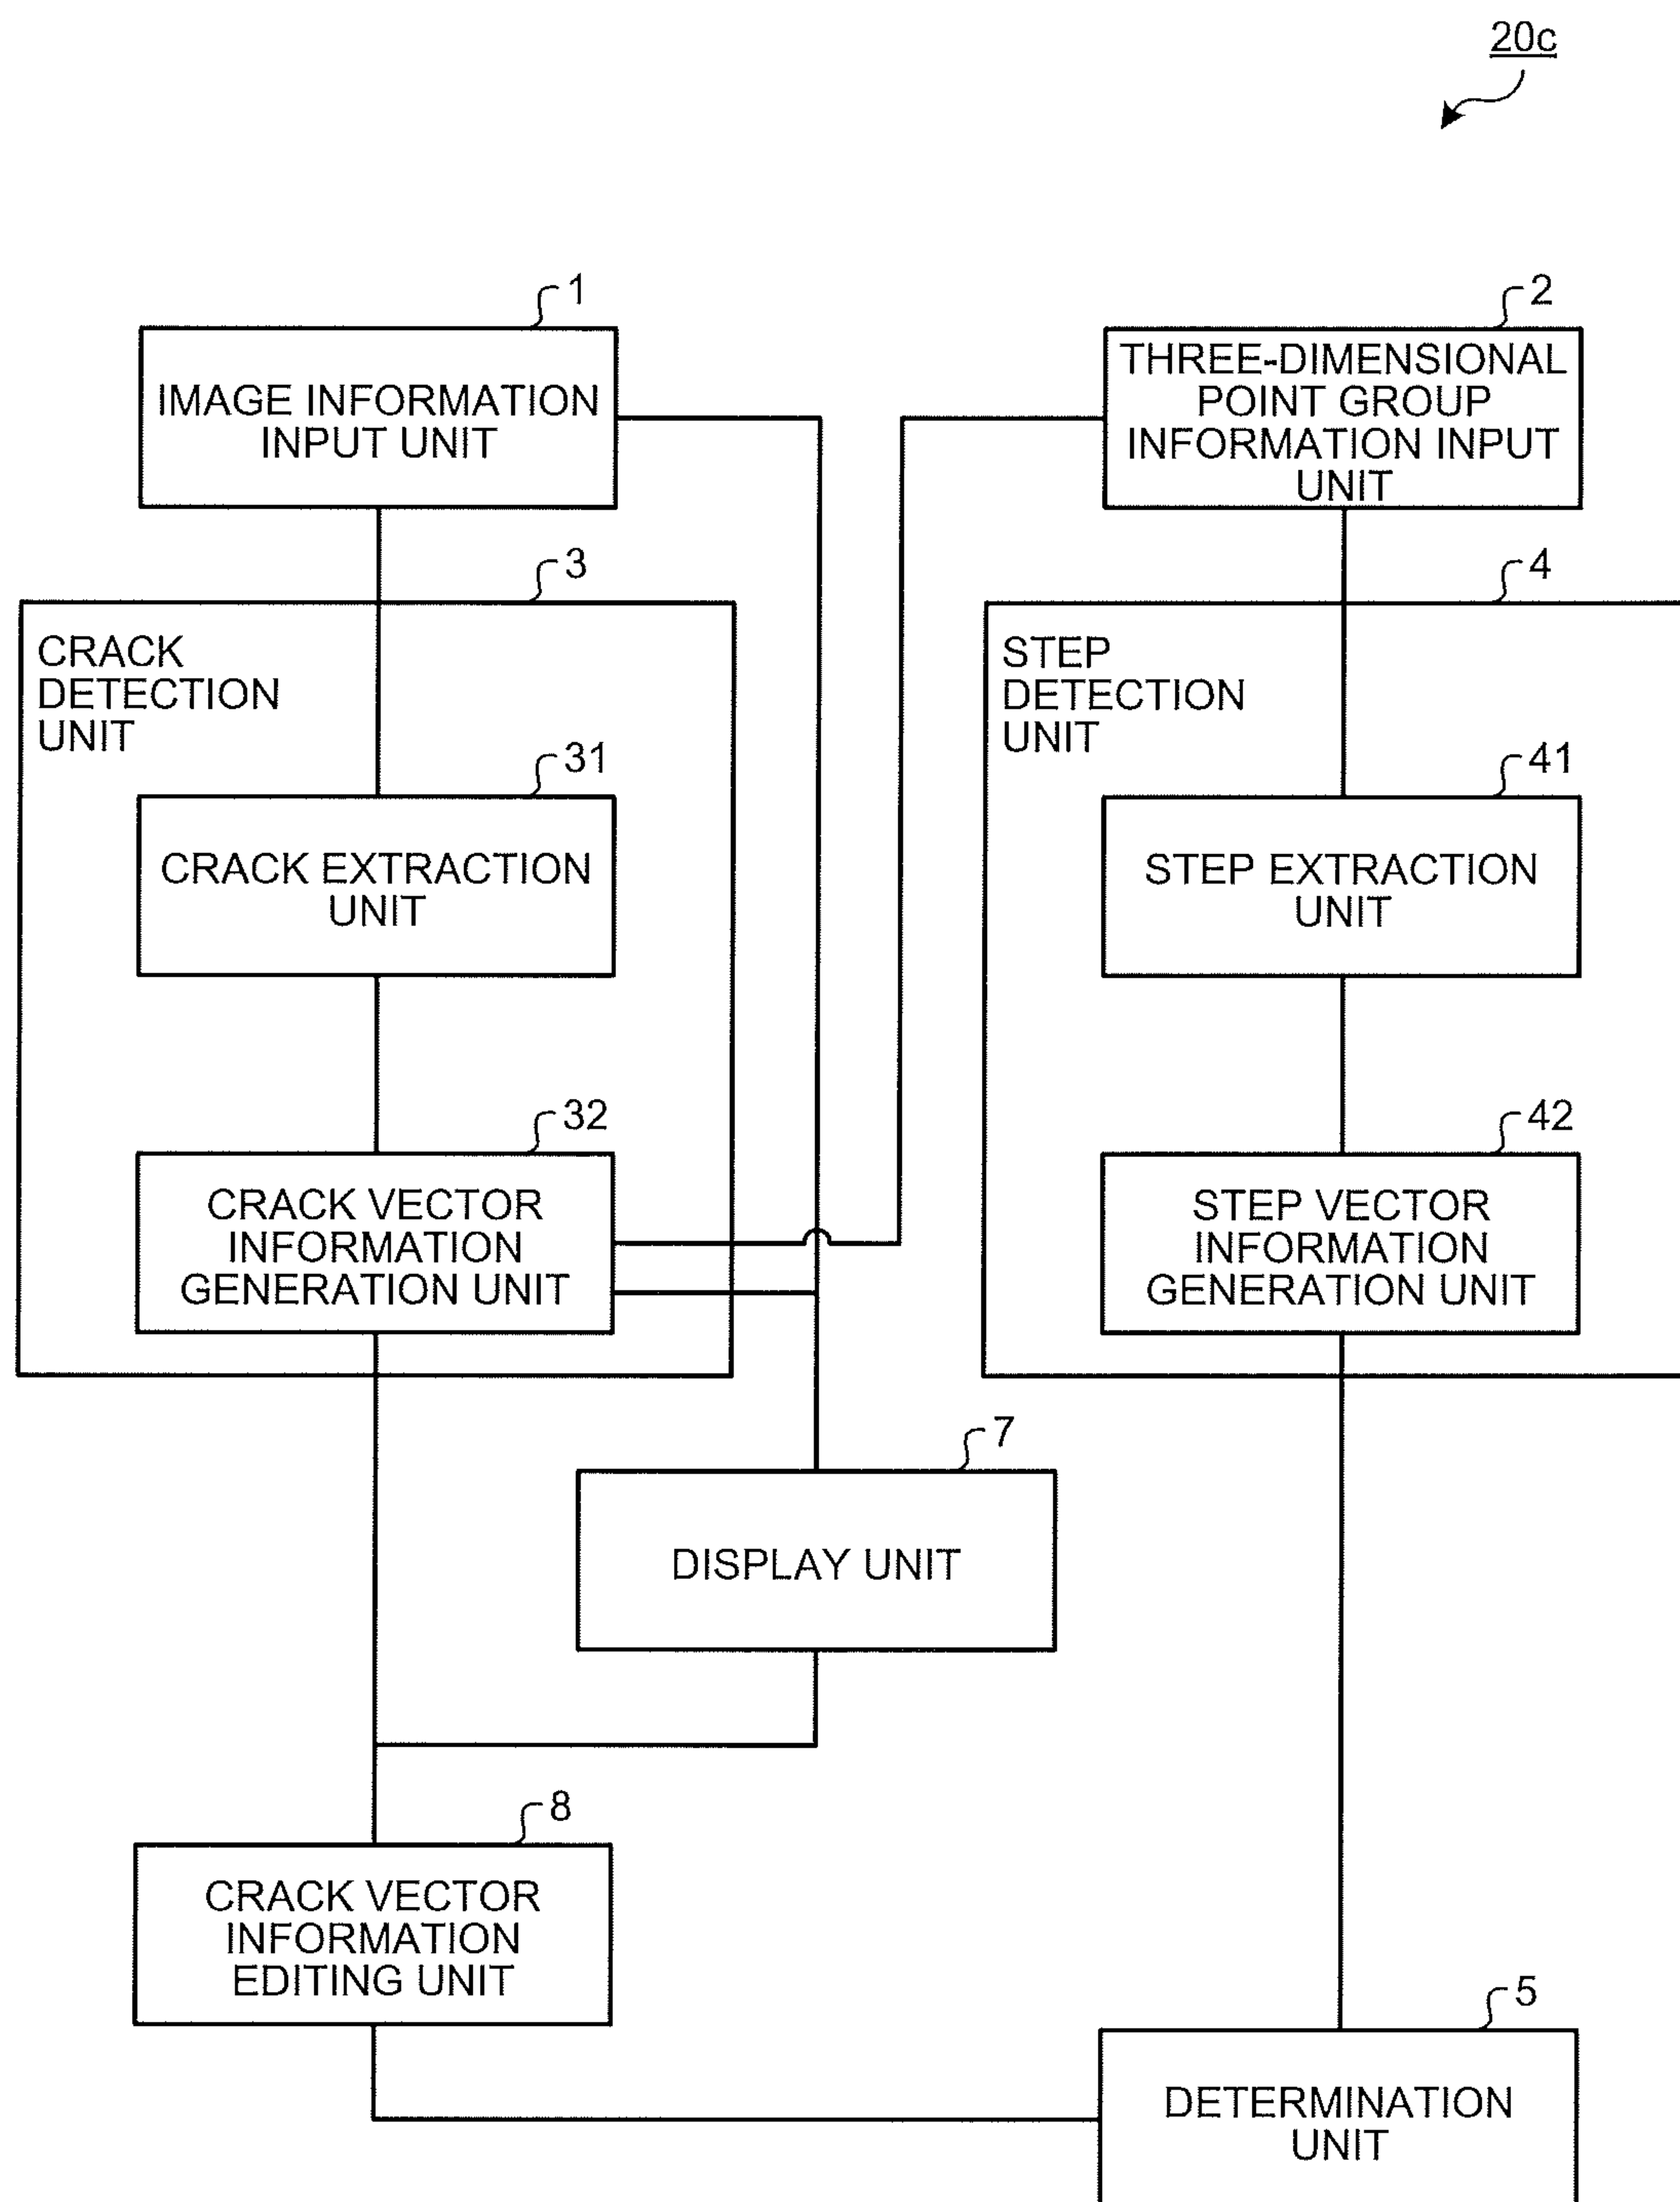 20c
1
IMAGE INFORMATION
INPUT UNIT
2
THREE-DIMENSIONAL
POINT GROUP
INFORMATION INPUT
UNIT
3
CRACK
DETECTION
UNIT
31
CRACK EXTRACTION
UNIT
32
CRACK VECTOR
INFORMATION
GENERATION UNIT
4
STEP
DETECTION
UNIT
41
STEP EXTRACTION
UNIT
42
STEP VECTOR
INFORMATION
GENERATION UNIT
7
DISPLAY UNIT
8
CRACK VECTOR
INFORMATION
EDITING UNIT
5
DETERMINATION
UNIT